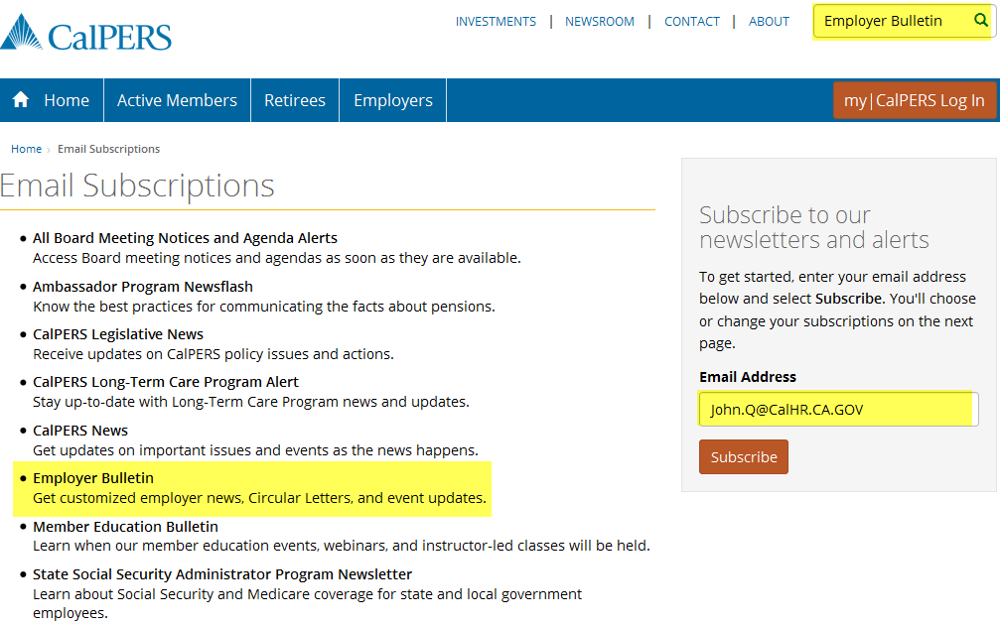 CalPERS
INVESTMENTS | NEWSROOM | CONTACT | ABOUT
Employer Bulletin
Home
Active Members
Retirees
Employers
my|CalPERS Log In
Home › Email Subscriptions
Email Subscriptions
• All Board Meeting Notices and Agenda Alerts
Access Board meeting notices and agendas as soon as they are available.
• Ambassador Program Newsflash
Know the best practices for communicating the facts about pensions.
• CalPERS Legislative News
Receive updates on CalPERS policy issues and actions.
• CalPERS Long-Term Care Program Alert
Stay up-to-date with Long-Term Care Program news and updates.
• CalPERS News
Get updates on important issues and events as the news happens.
• Employer Bulletin
Get customized employer news, Circular Letters, and event updates.
• Member Education Bulletin
Learn when our member education events, webinars, and instructor-led classes will be held.
• State Social Security Administrator Program Newsletter
Learn about Social Security and Medicare coverage for state and local government
employees.
Subscribe to our
newsletters and alerts
To get started, enter your email address
below and select Subscribe. You'll choose
or change your subscriptions on the next
page.
Email Address
John.Q@CalHR.CA.GOV
Subscribe